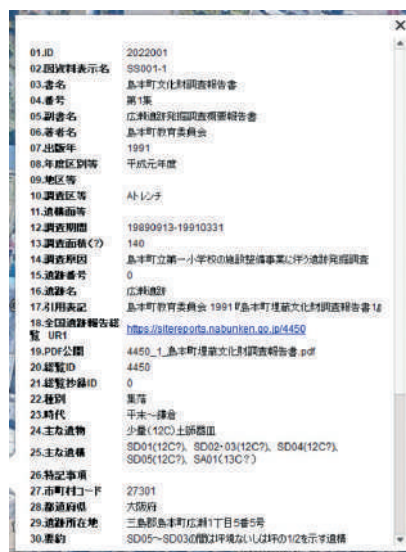 ×
01.ID 2022001
02.図資料表示名 SS001-1
03.書名 島本町文化財調査報告書
04.番号 第1集
05.副書名 広瀬遺跡発掘調査概要報告書
06.著者名 島本町教育委員会
07.出版年 1991
08.年度区別等 平成元年度
09.地区等
10.調査区等 Aトレンチ
11.遺構面等
12.調査期間 19890913-19910331
13.調査面積(?) 140
14.調査原因 島本町立第一小学校の施設整備事業に伴う遺跡発掘調査
15.遺跡番号 0
16.遺跡名 広瀬遺跡
17.引用表記 島本町教育委員会 1991『島本町埋蔵文化財調査報告書1』
18.全国遺跡報告総
覧 UR1 https://sitereports.nabunken.go.jp/4450
19.PDF公開 4450_1_島本町埋蔵文化財調査報告書.pdf
20.総覧ID 4450
21.総覧抄録ID 0
22.種別 集落
23.時代 平末~鎌倉
24.主な遺物 少量(12C)土師器皿
25.主な遺構 SD01(12C?)、SD02・03(12C?)、SD04(12C?)、
SD05(12C?)、SA01(13C?)
26.特記事項
27.市町村コード 27301
28.都道府県 大阪府
29.遺跡所在地 三島郡島本町広瀬1丁目5番5号
30.要約 SD05~SD03の間は坪境ないしは坪の1/2を示す遺構